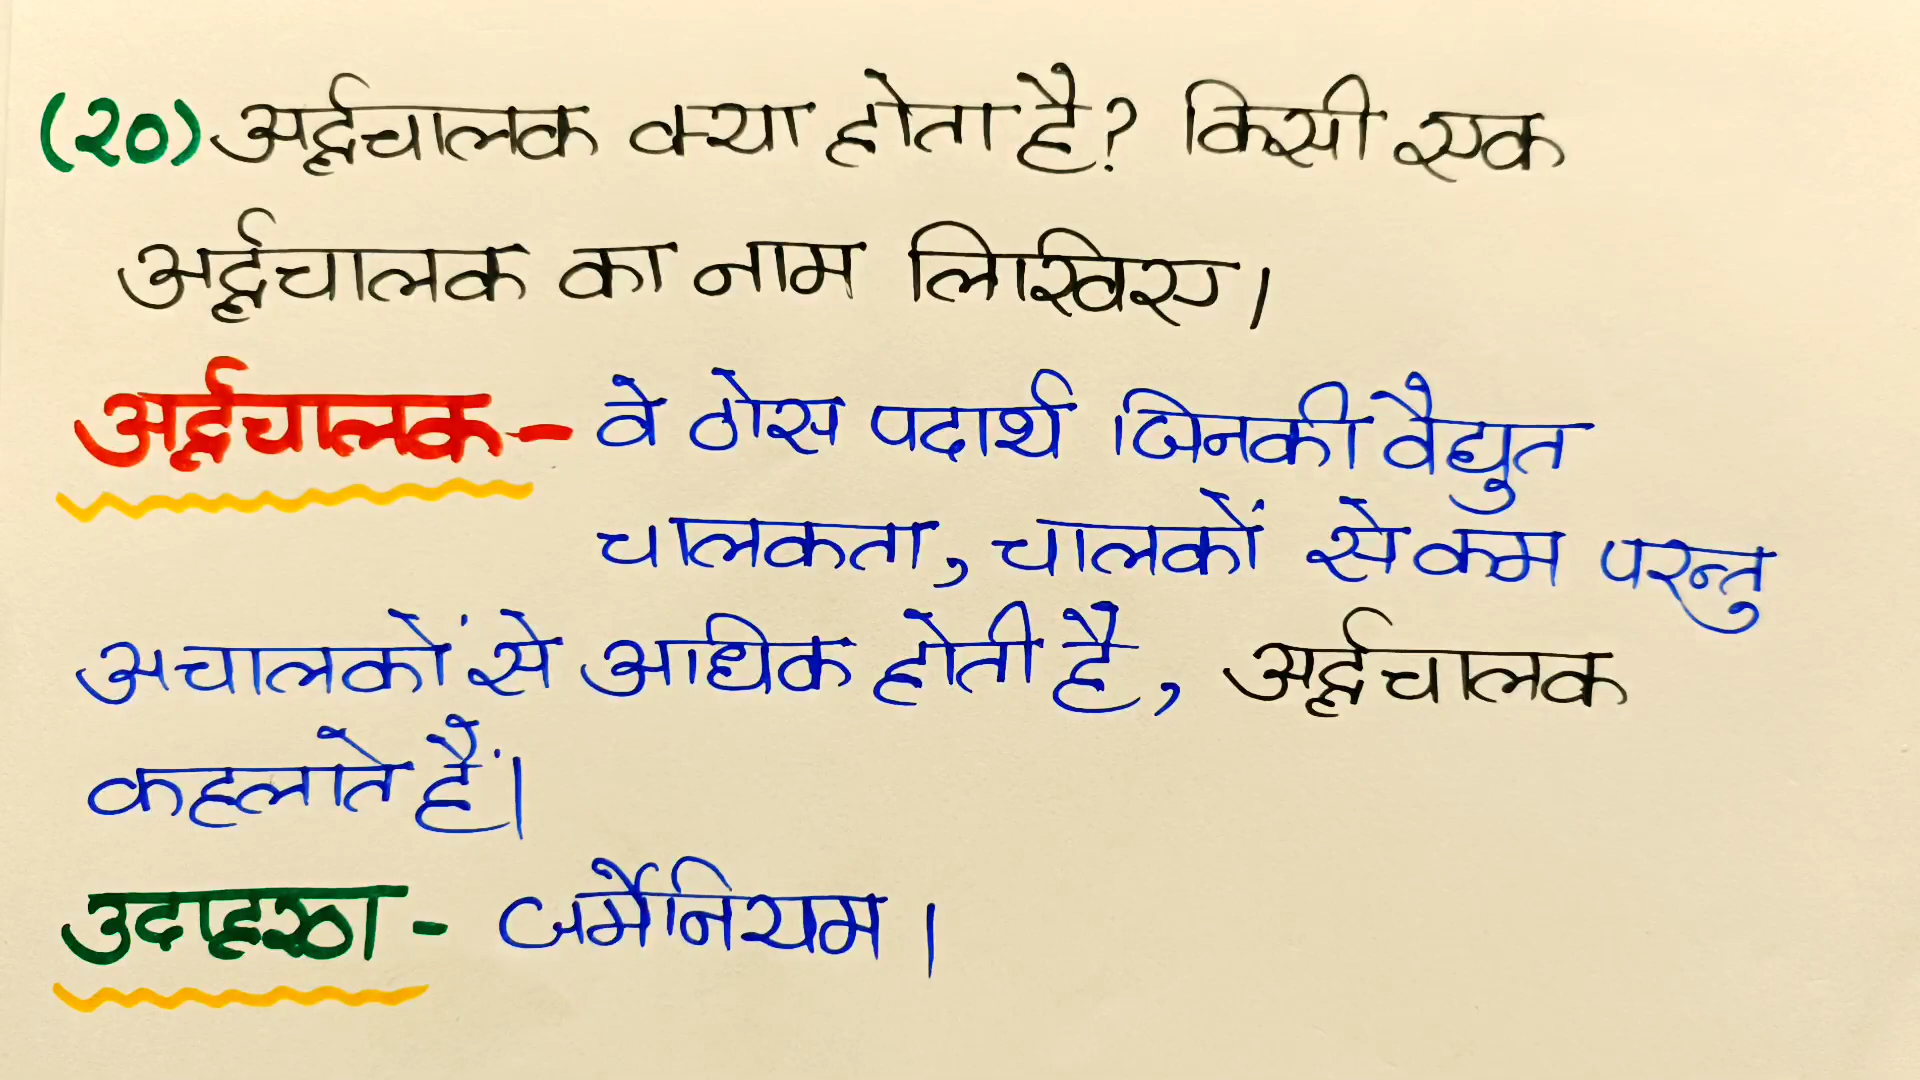 (२०) अर्द्धचालक क्या होता है? किसी एक
अर्द्धचालक का नाम लिखिए।
अर्द्धचालक - वे ठोस पदार्थ जिनकी वैद्युत
चालकता, चालकों से कम परन्तु
अचालकों से अधिक होती है, अर्द्धचालक
कहलाते हैं।
उदाहरण - जर्मेनियम।